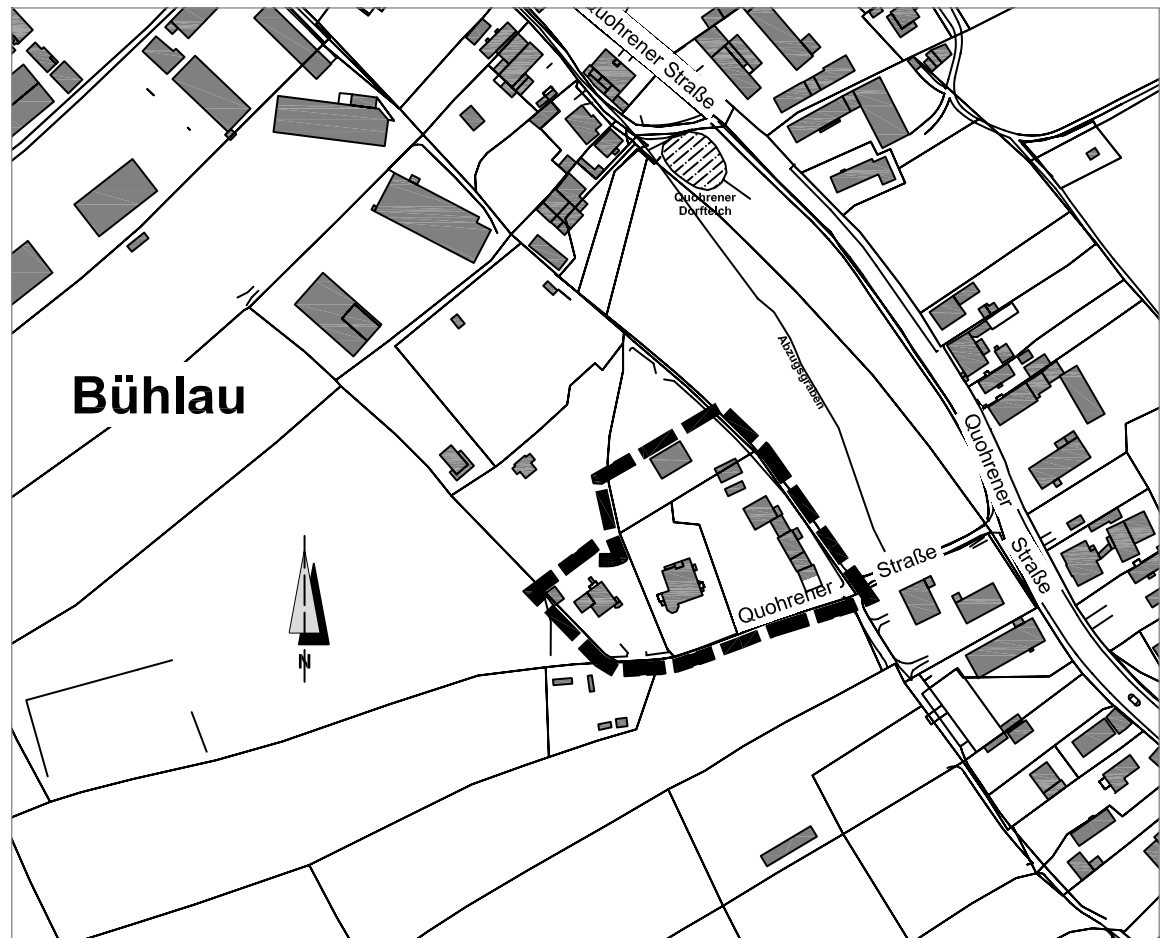 Quohrener Straße
Quohrener
Dorfteich
Abzugsgraben
Bühlau
Quohrener
Straße
Quohrener
Straße
N